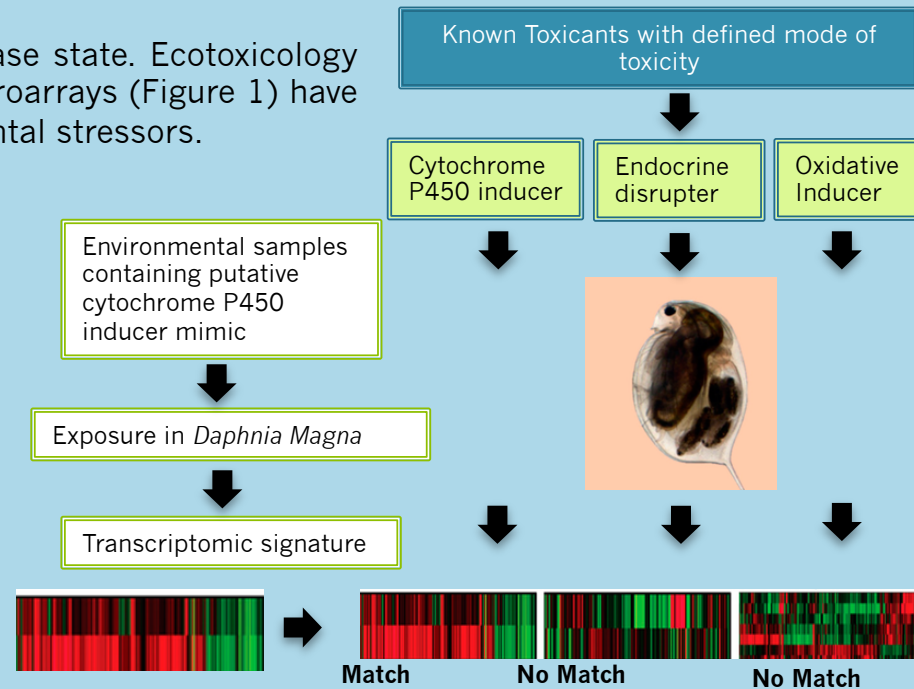 ase state. Ecotoxicology
roarrays (Figure 1) have
ntal stressors.
Known Toxicants with defined mode of
toxicity
Cytochrome
P450 inducer
Endocrine
disrupter
Oxidative
Inducer
Environmental samples
containing putative
cytochrome P450
inducer mimic
Exposure in Daphnia Magna
Transcriptomic signature
Match
No Match
No Match